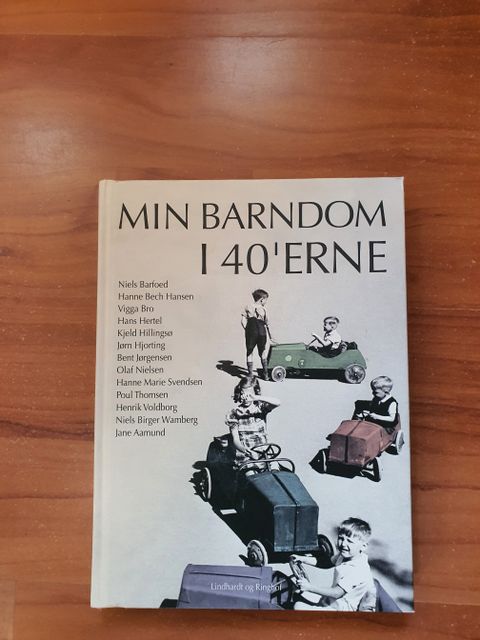 MIN BARNDOM
I 40'ERNE
Niels Barfoed
Hanne Bech Hansen
Vigga Bro
Hans Hertel
Kjeld Hillingsø
Jørn Hjorting
Bent Jørgensen
Olaf Nielsen
Hanne Marie Svendsen
Poul Thomsen
Henrik Voldborg
Niels Birger Wamberg
Jane Aamund
Lindhardt og Ringhof